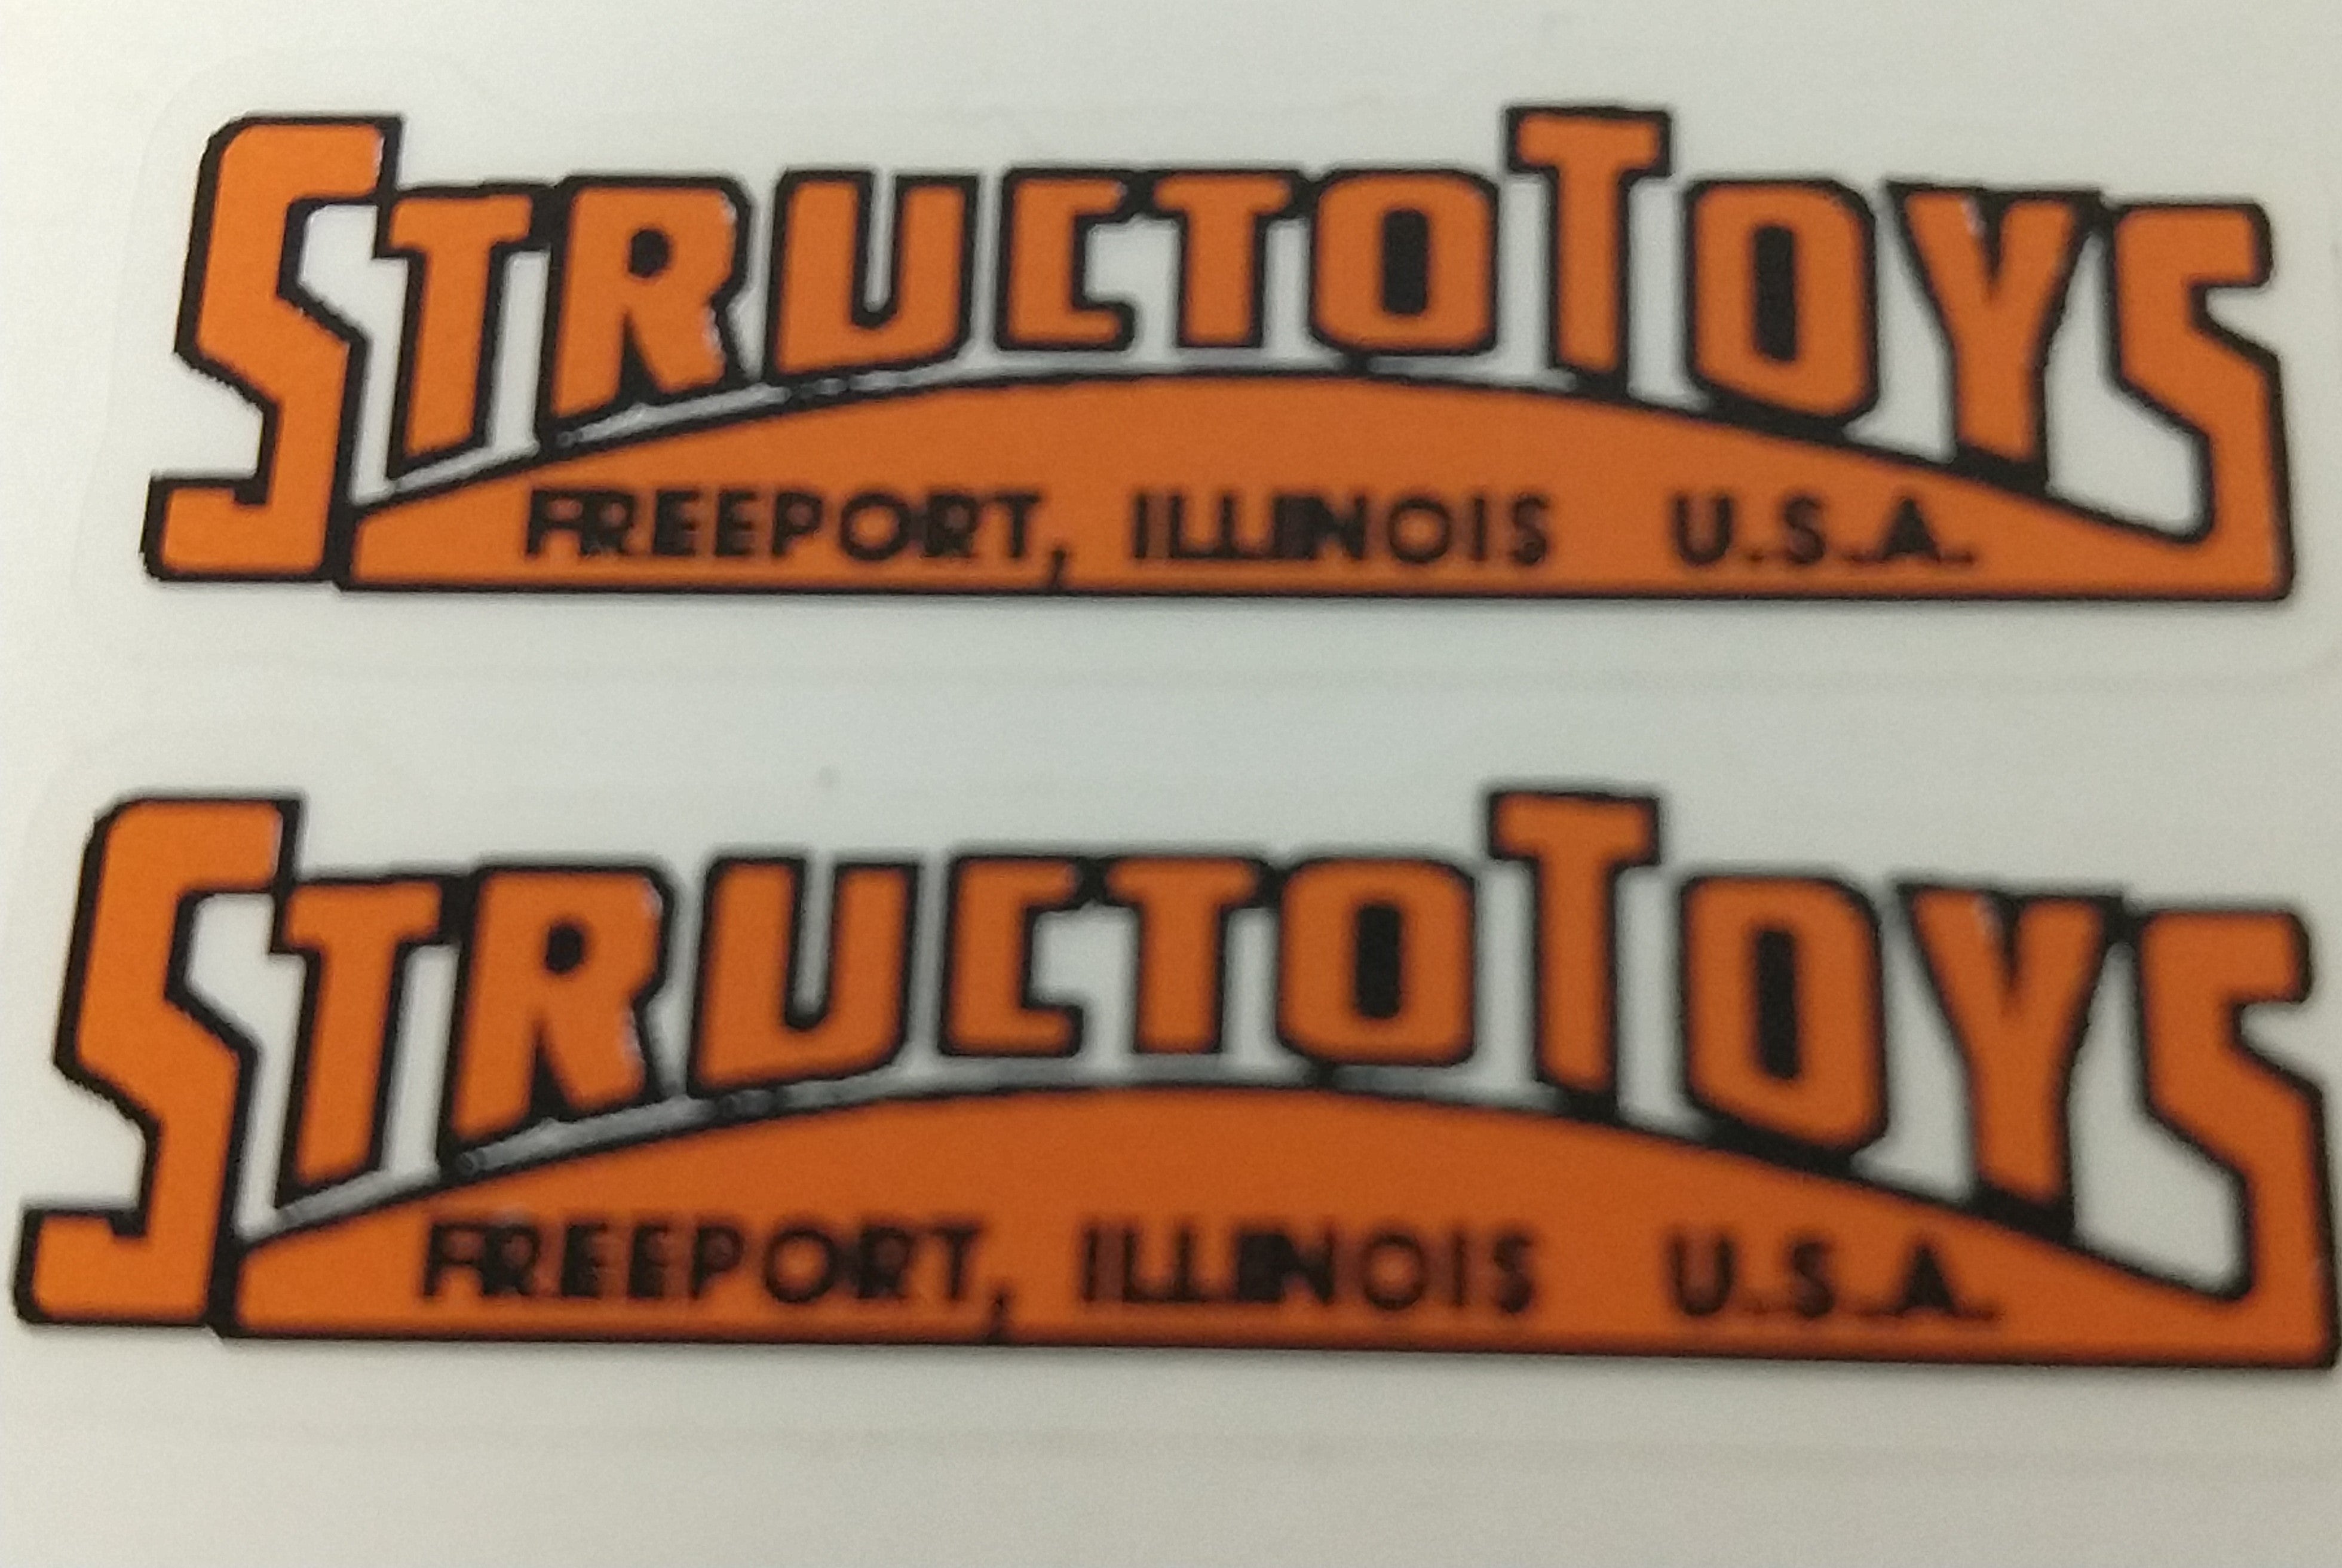 STRUCTOTOYS
FREEPORT, ILLINOIS U.S.A.
STRUCTOTOYS
FREEPORT, ILLINOIS U.S.A.